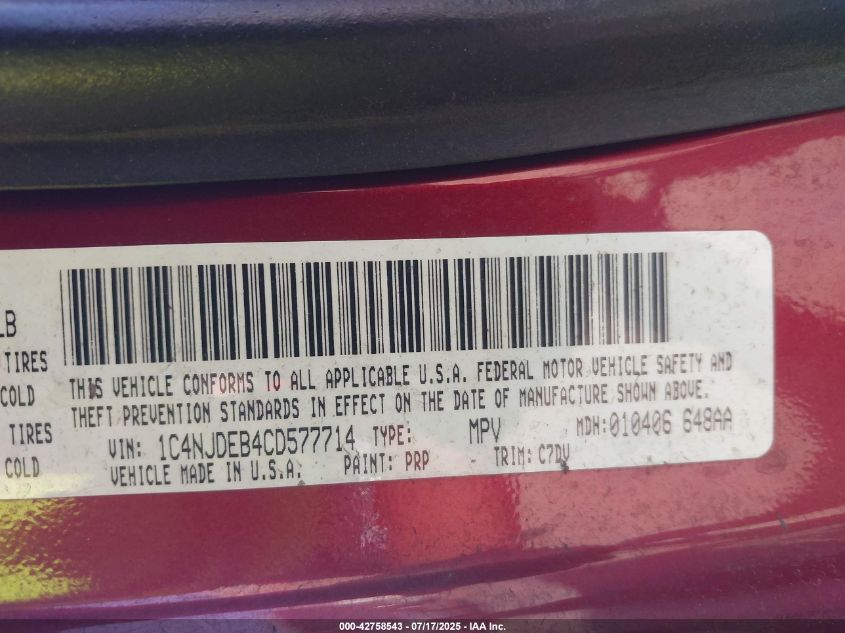 LB
TIRES
COLD
TIRES
COLD
THIS VEHICLE CONFORMS TO ALL APPLICABLE U.S.A. FEDERAL MOTOR VEHICLE SAFETY AND
THEFT PREVENTION STANDARDS IN EFFECT ON THE DATE OF MANUFACTURE SHOWN ABOVE.
VIN: 1C4NJDEB4CD577714 TYPE: MPV MDH:010406 648AA
VEHICLE MADE IN U.S.A. PAINT: PRP TRIM: C7DV
000-42758543 - 07/17/2025 - IAA Inc.